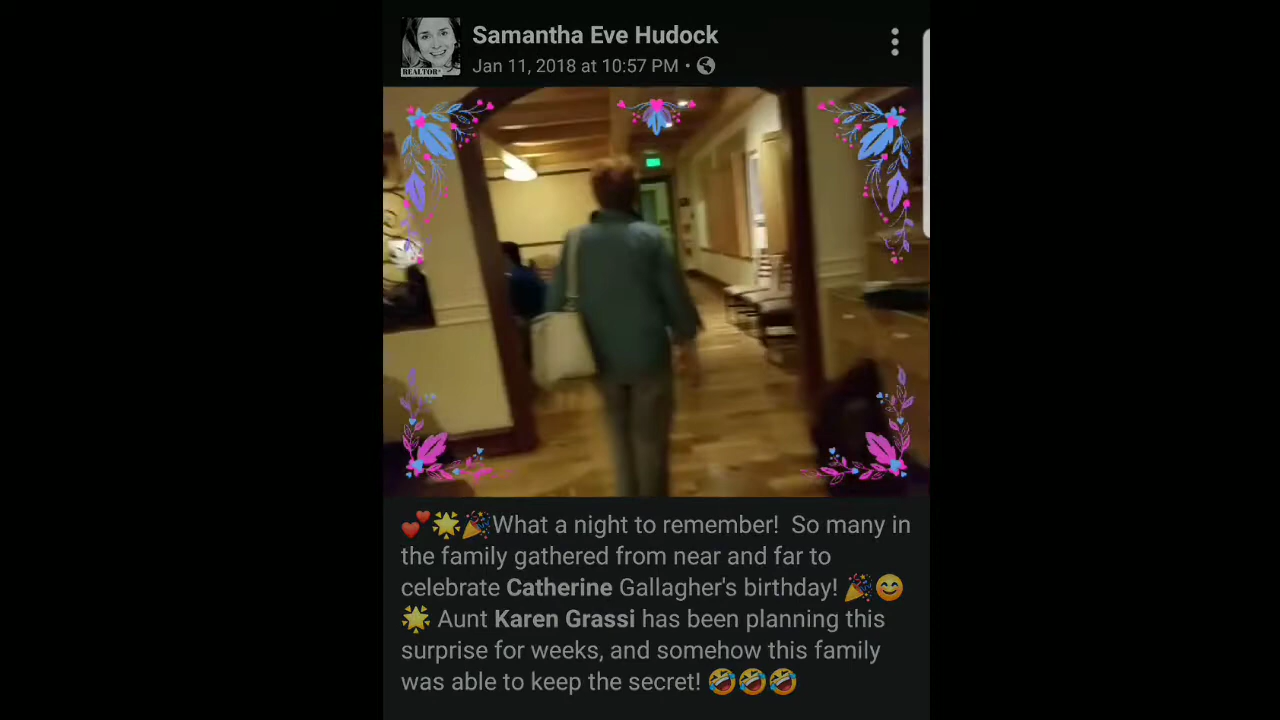 Samantha Eve Hudock
REALTOR®
Jan 11, 2018 at 10:57 PM •
💕🌟🎉What a night to remember! So many in
the family gathered from near and far to
celebrate Catherine Gallagher's birthday! 🎉😊
🌟 Aunt Karen Grassi has been planning this
surprise for weeks, and somehow this family
was able to keep the secret! 🤣🤣🤣